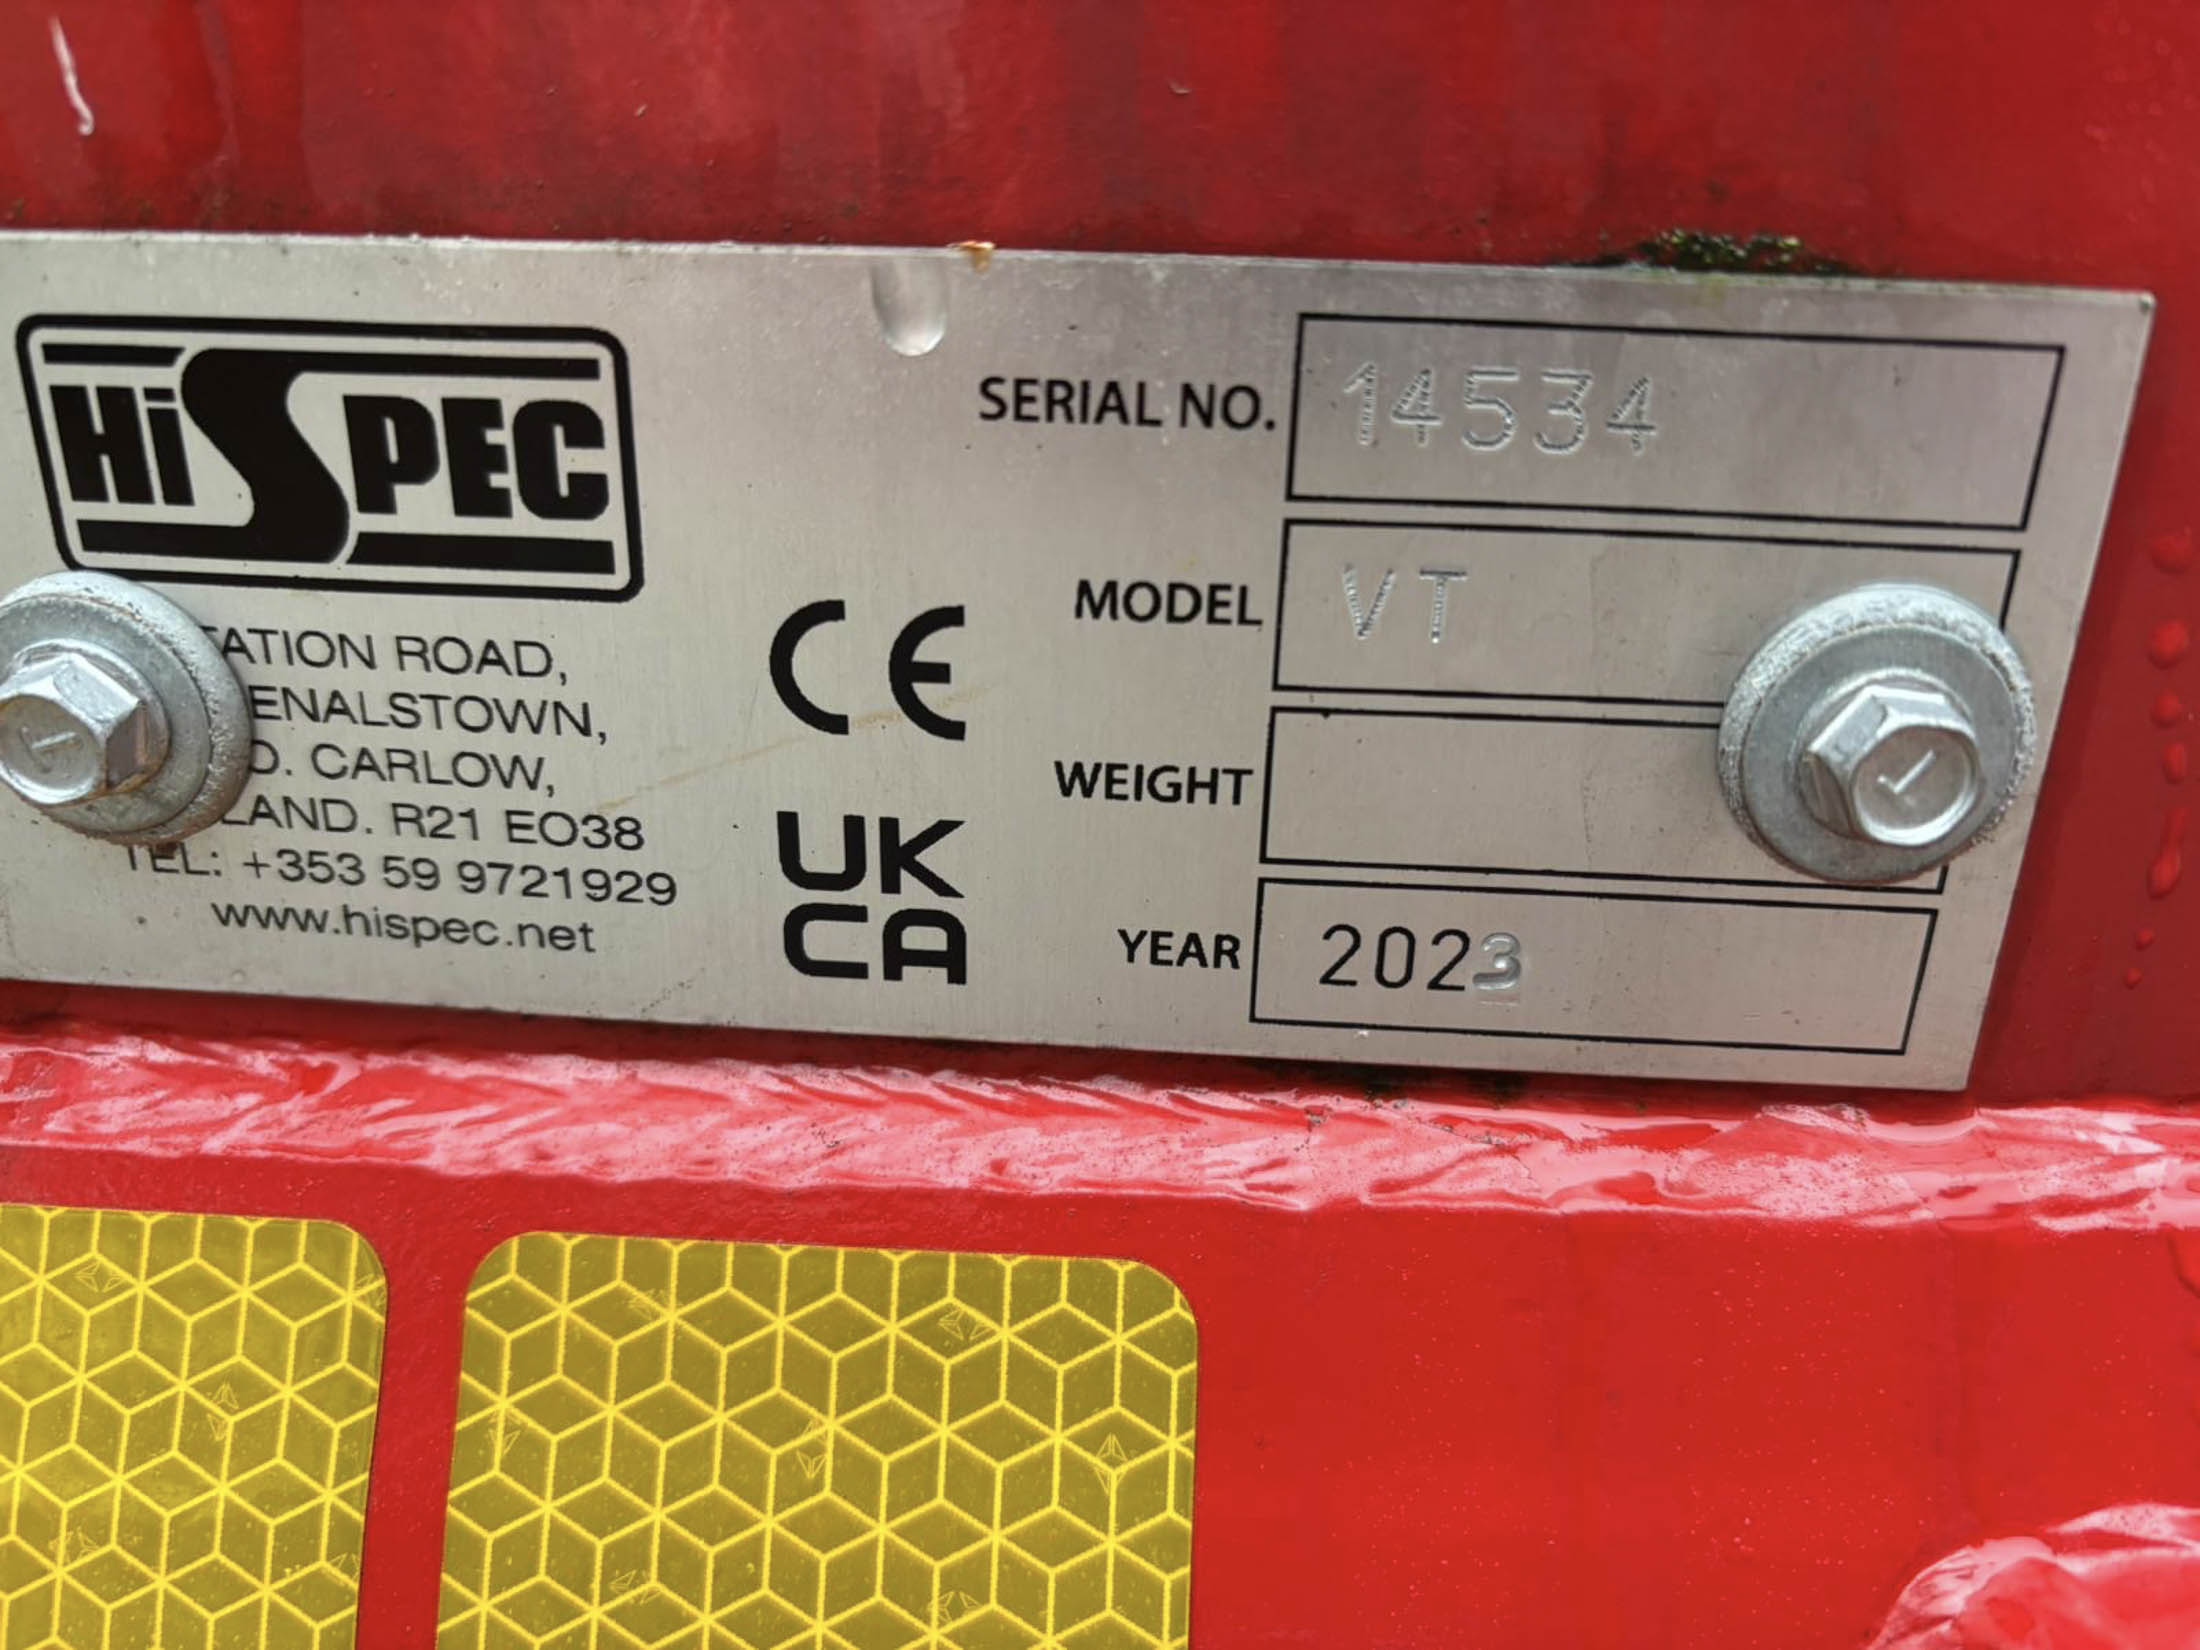 HiSPEC
TATION ROAD,
ENALSTOWN,
O. CARLOW,
LAND. R21 EO38
TEL: +353 59 9721929
www.hispec.net
CE
UK
CA
SERIAL NO. 14534
MODEL VT
WEIGHT
YEAR 2023